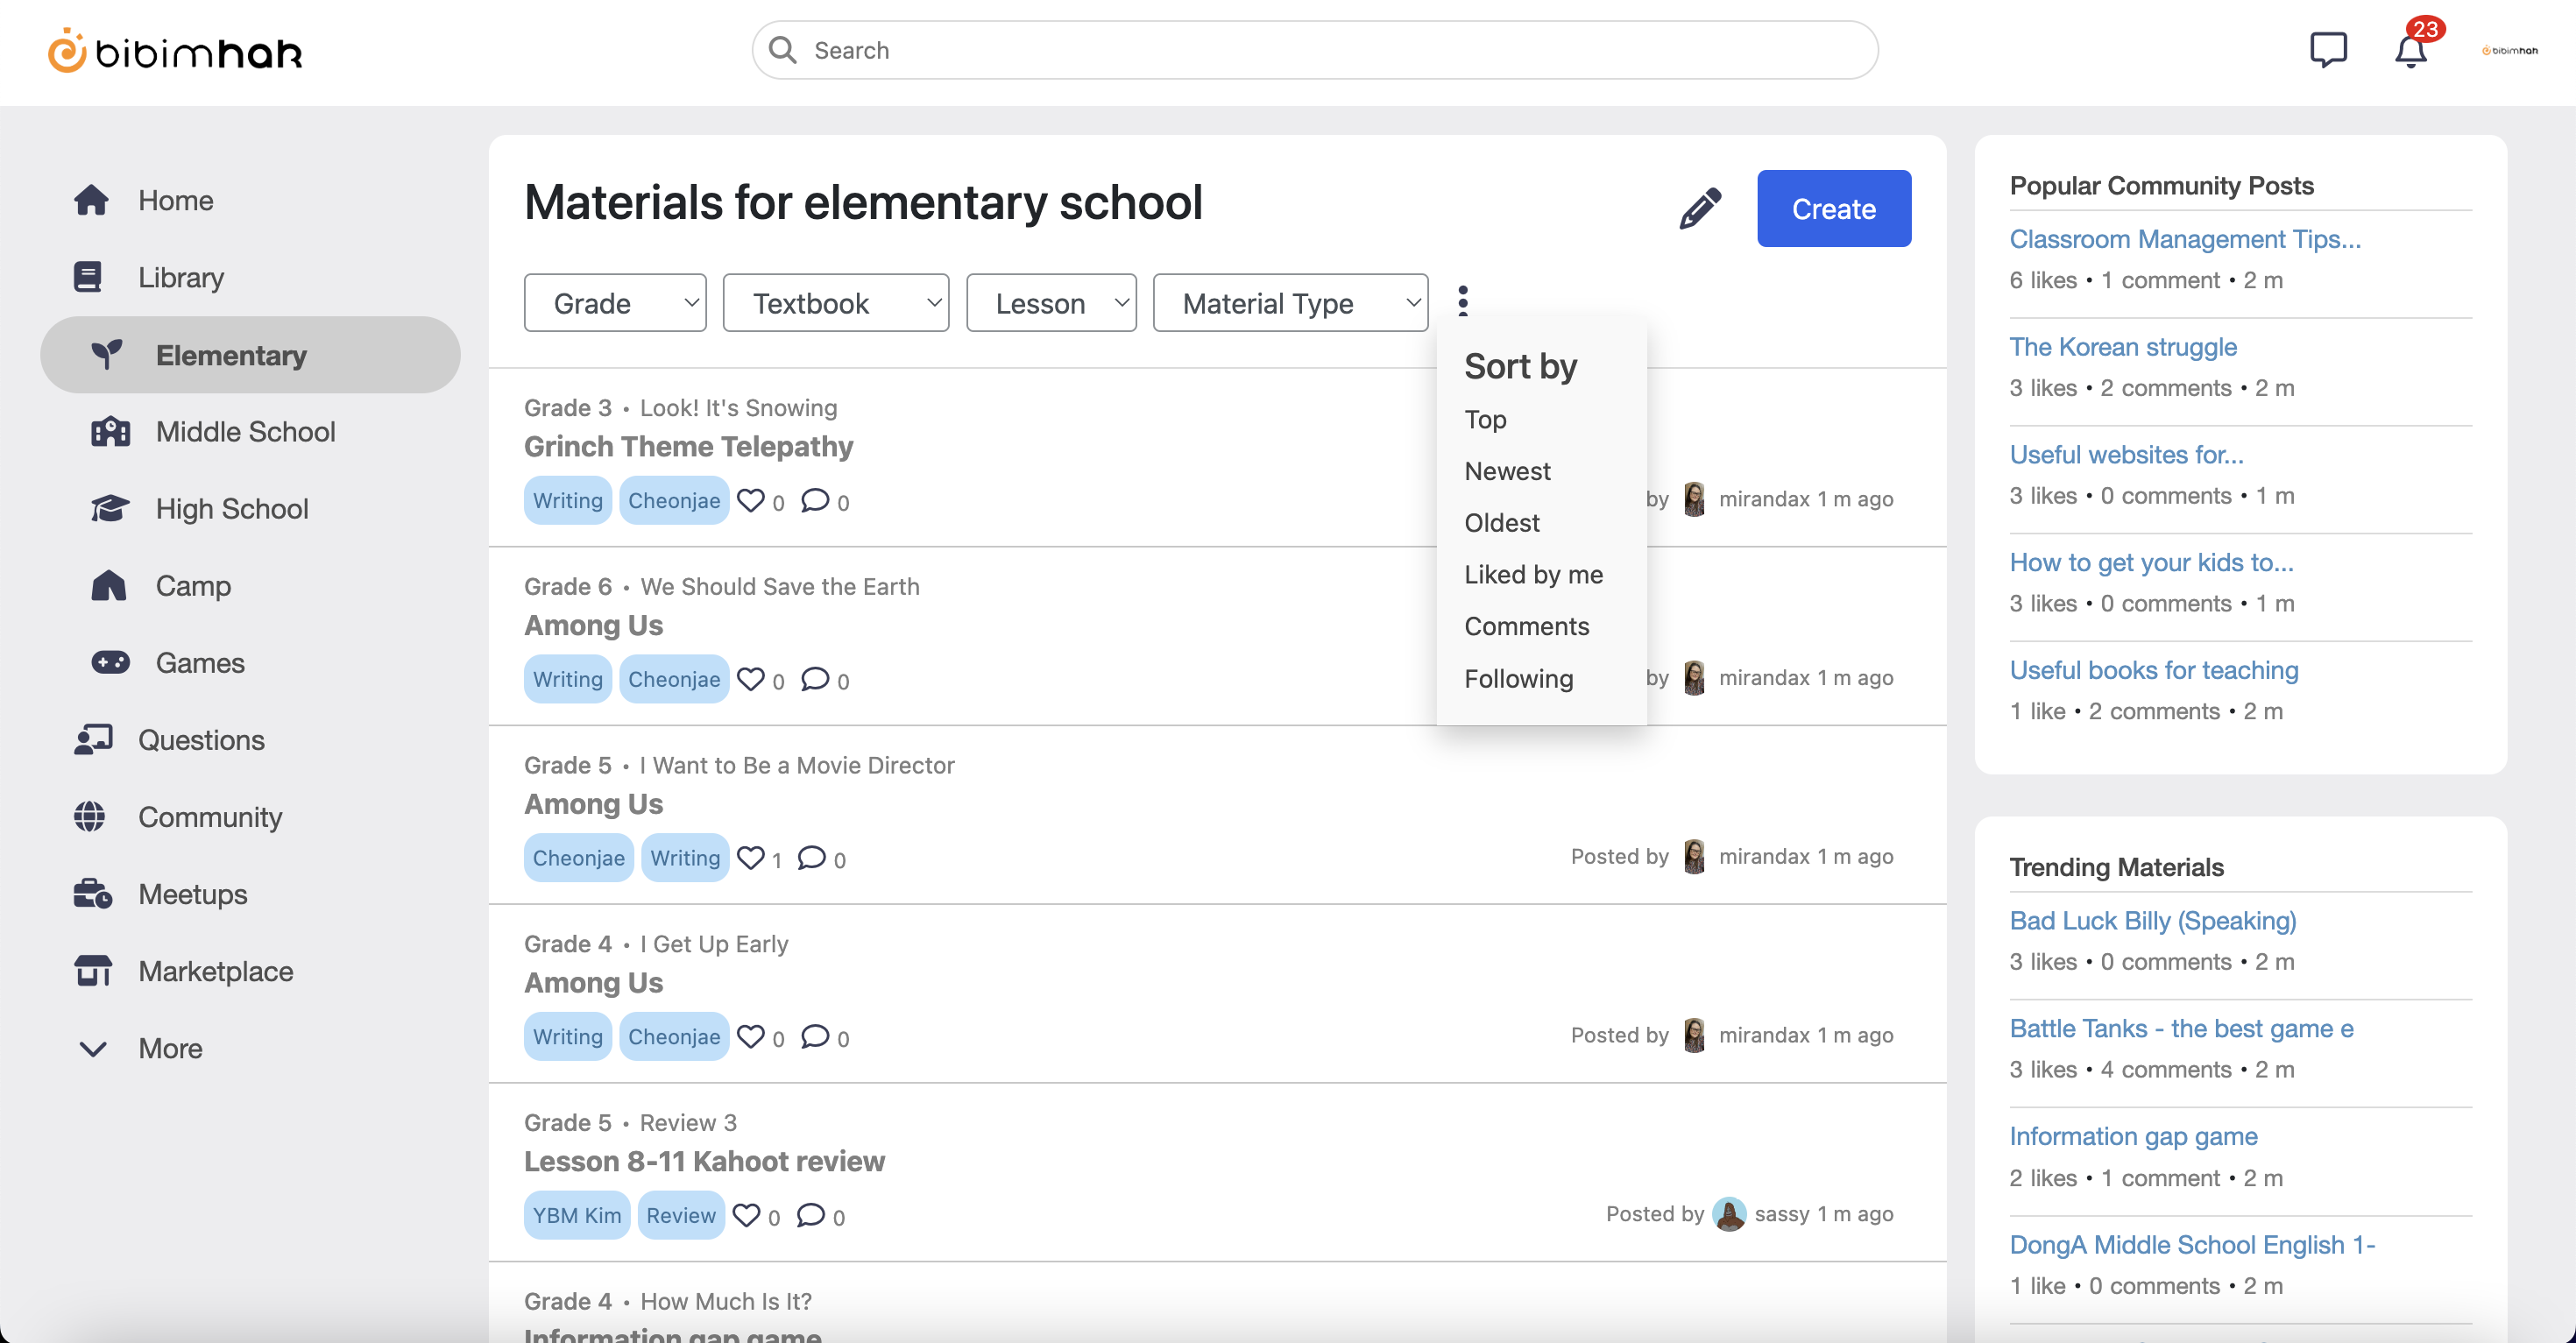 bibimhak
Search
23
bibimhak
Home
Library
Elementary
Middle School
High School
Camp
Games
Questions
Community
Meetups
Marketplace
More
Materials for elementary school
Create
Grade
Textbook
Lesson
Material Type
Sort by
Top
Newest
Oldest
Liked by me
Comments
Following
Grade 3 • Look! It's Snowing
Grinch Theme Telepathy
Writing Cheonjae 0 0
by mirandax 1 m ago
Grade 6 • We Should Save the Earth
Among Us
Writing Cheonjae 0 0
by mirandax 1 m ago
Grade 5 • I Want to Be a Movie Director
Among Us
Cheonjae Writing 1 0
Posted by mirandax 1 m ago
Grade 4 • I Get Up Early
Among Us
Writing Cheonjae 0 0
Posted by mirandax 1 m ago
Grade 5 • Review 3
Lesson 8-11 Kahoot review
YBM Kim Review 0 0
Posted by sassy 1 m ago
Grade 4 • How Much Is It?
Information gap game
Popular Community Posts
Classroom Management Tips...
6 likes • 1 comment • 2 m
The Korean struggle
3 likes • 2 comments • 2 m
Useful websites for...
3 likes • 0 comments • 1 m
How to get your kids to...
3 likes • 0 comments • 1 m
Useful books for teaching
1 like • 2 comments • 2 m
Trending Materials
Bad Luck Billy (Speaking)
3 likes • 0 comments • 2 m
Battle Tanks - the best game e
3 likes • 4 comments • 2 m
Information gap game
2 likes • 1 comment • 2 m
DongA Middle School English 1-
1 like • 0 comments • 2 m